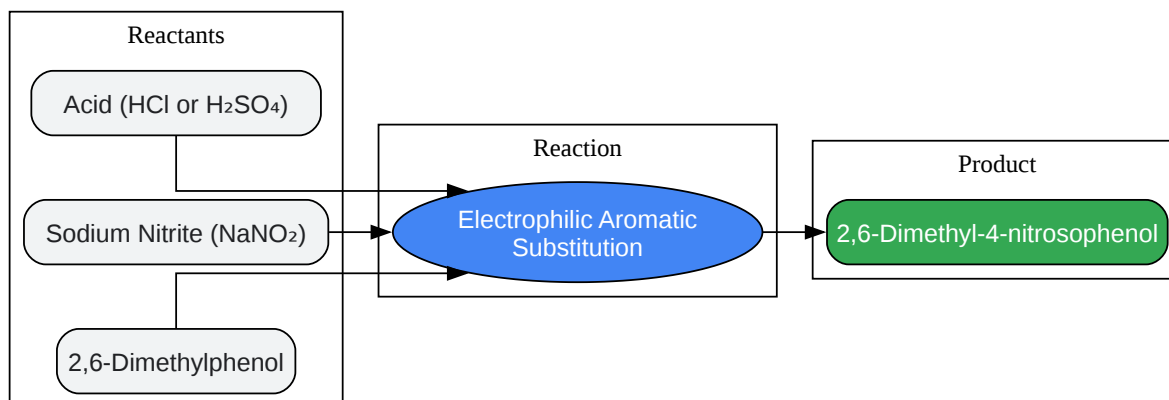 Reactants
Acid (HCl or H₂SO₄)
Sodium Nitrite (NaNO₂)
2,6-Dimethylphenol
Reaction
Electrophilic Aromatic
Substitution
Product
2,6-Dimethyl-4-nitrosophenol